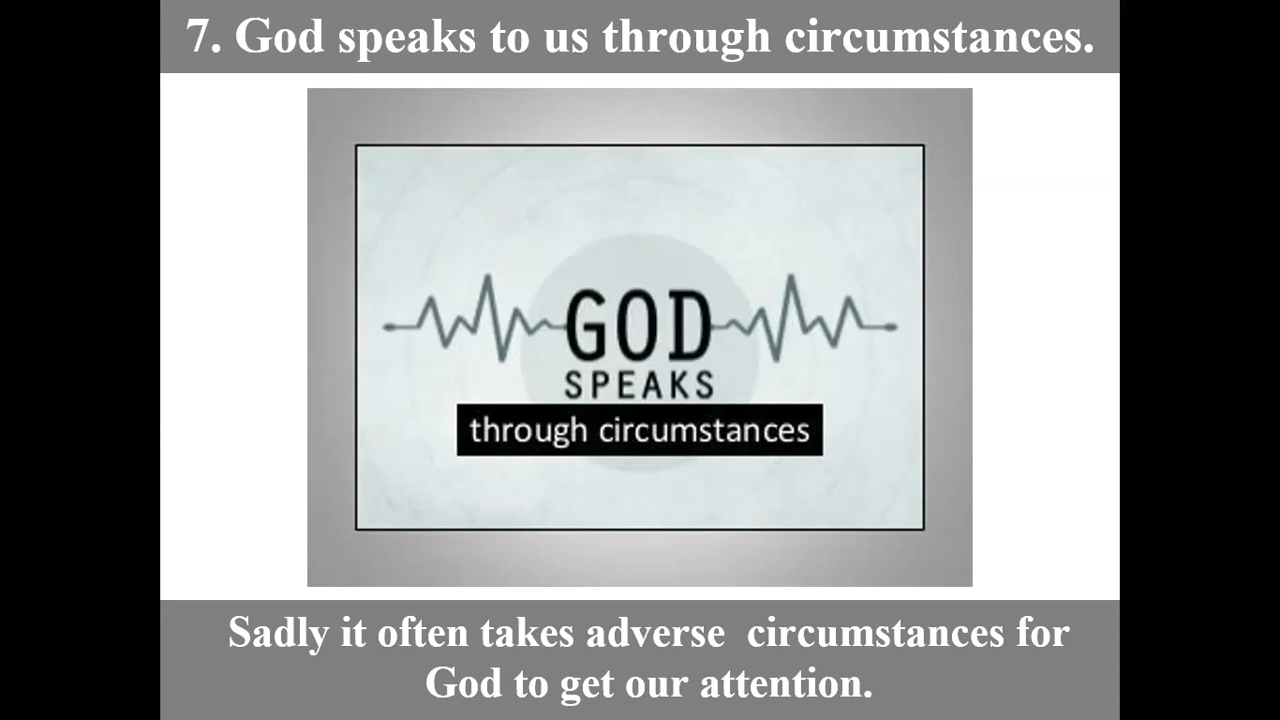 7. God speaks to us through circumstances.
GOD
SPEAKS
through circumstances
Sadly it often takes adverse  circumstances for
God to get our attention.